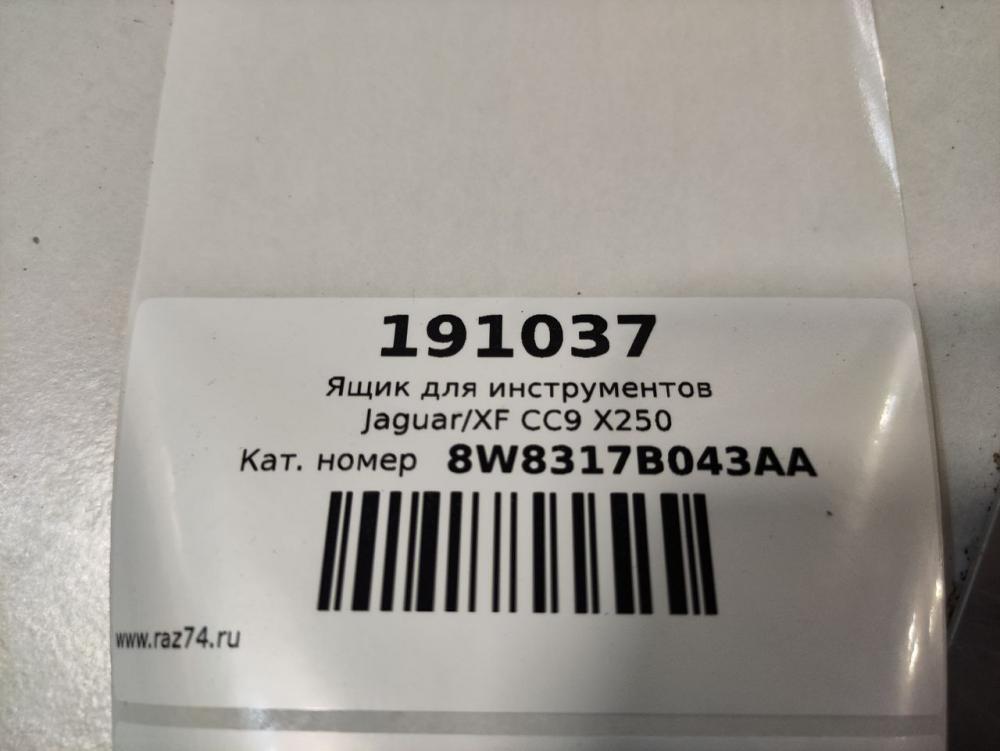 191037
Ящик для инструментов
Jaguar/XF CC9 X250
Кат. номер 8W8317B043AA
www.raz74.ru